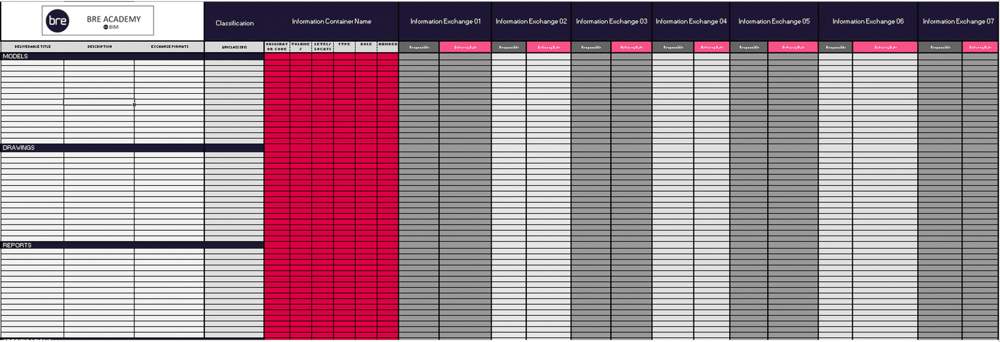 bre
BRE ACADEMY
BIM
Classification
Information Container Name
Information Exchange 01
Information Exchange 02
Information Exchange 03
Information Exchange 04
Information Exchange 05
Information Exchange 06
Information Exchange 07
DELIVERABLE TITLE
DESCRIPTION
EXCHANGE FORMATS
UNICLASS 2015
ORIGINAT
OR CODE
VOLUME
/
LEVEL/
LOCATI
TYPE
ROLE
NUMBER
Responsible
Delivery Date
Responsible
Delivery Date
Responsible
Delivery Date
Responsible
Delivery Date
Responsible
Delivery Date
Responsible
Delivery Date
Responsible
Delivery Date
MODELS
DRAWINGS
REPORTS